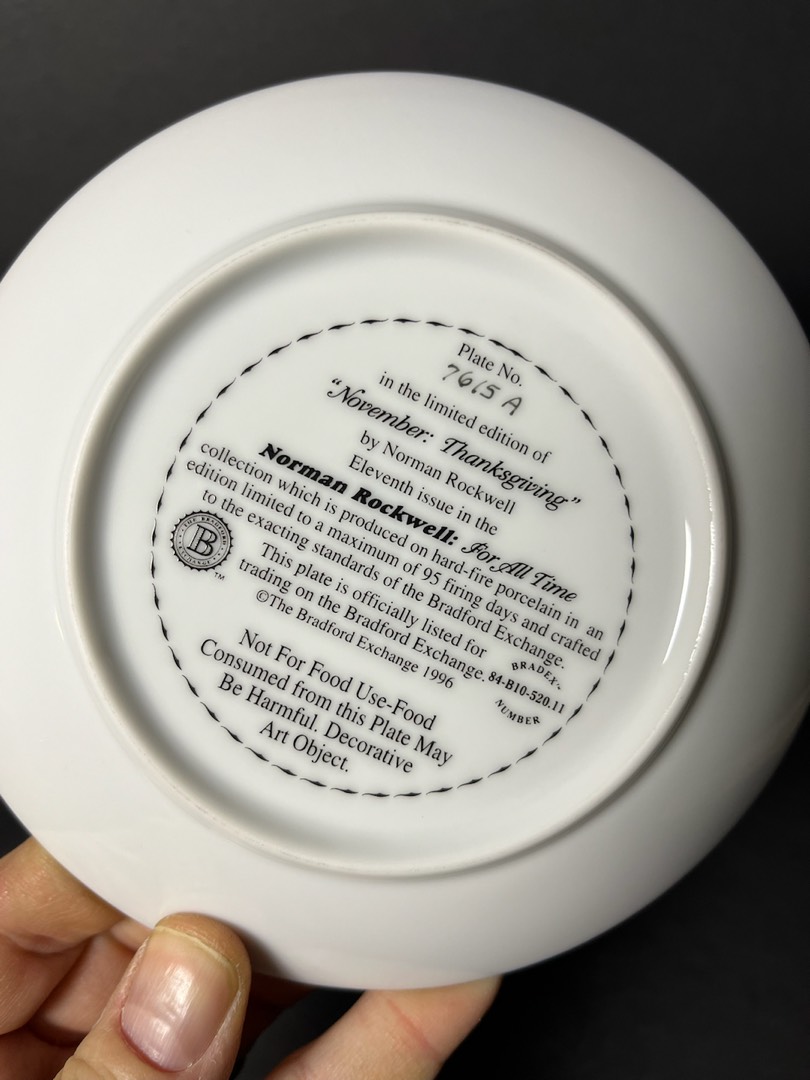 Plate No.
7615 A
in the limited edition of
"November: Thanksgiving"
by Norman Rockwell
Eleventh issue in the
Norman Rockwell: For All Time
collection which is produced on hard-fire porcelain in an
edition limited to a maximum of 95 firing days and crafted
to the exacting standards of the Bradford Exchange.
This plate is officially listed for
trading on the Bradford Exchange.
©The Bradford Exchange 1996
THE BRADFORD EXCHANGE
B
TM
BRADEX
84-B10-520.11
NUMBER
Not For Food Use-Food
Consumed from this Plate May
Be Harmful. Decorative
Art Object.